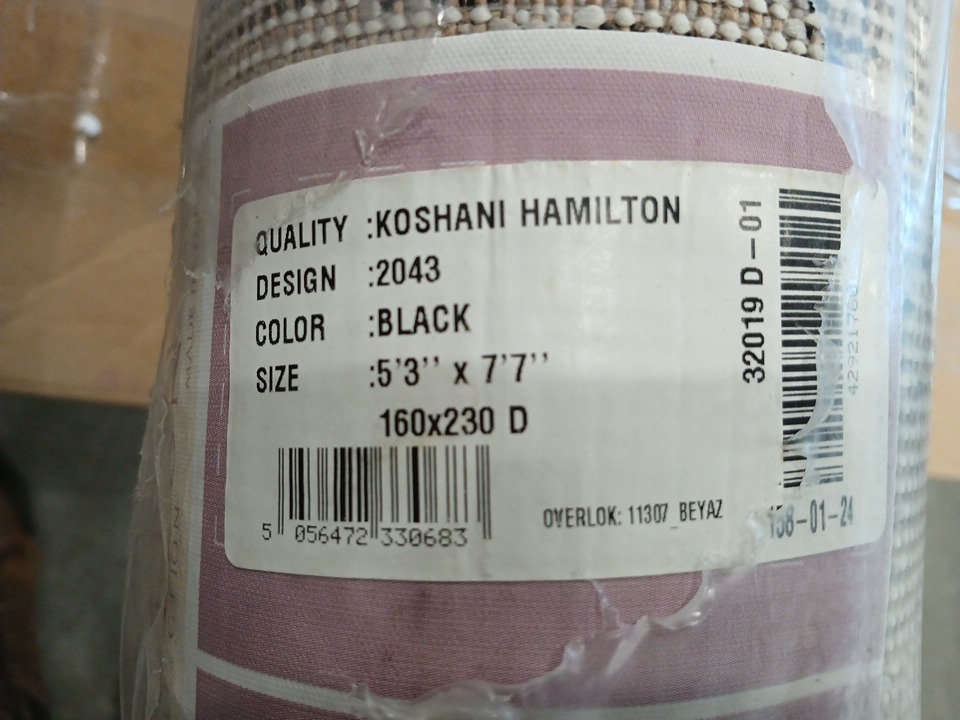 QUALITY :KOSHANI HAMILTON
DESIGN :2043
COLOR :BLACK
SIZE :5'3'' x 7'7''
160x230 D
5 056472 330683
OVERLOK: 11307_BEYAZ
32019 D-01
158-01-24